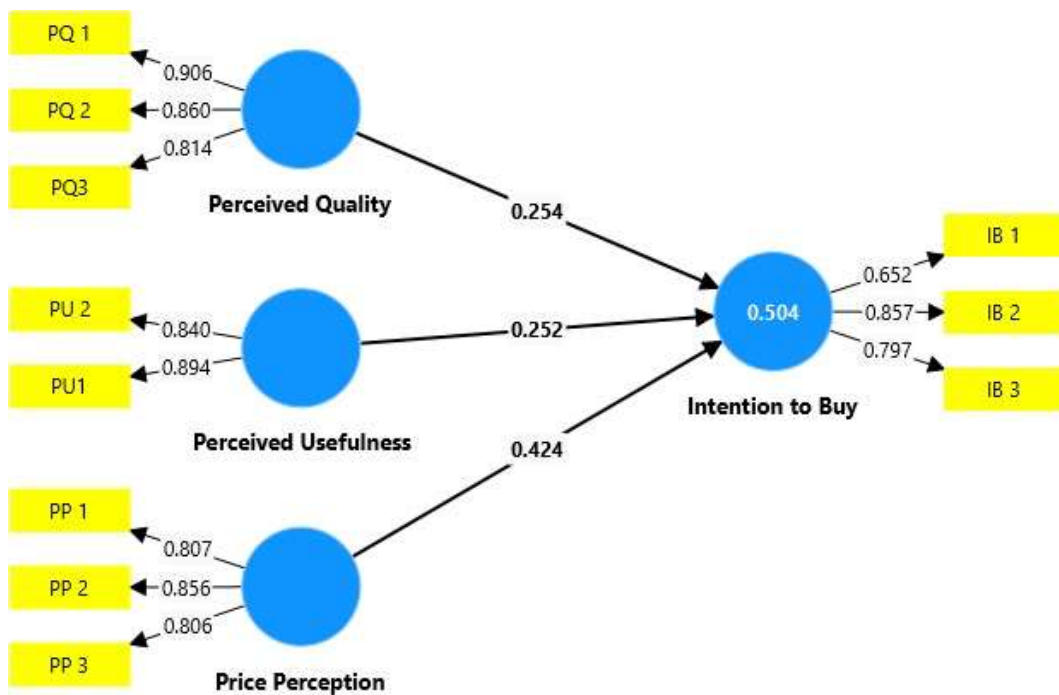 PQ 1
0.906
PQ 2
0.860
PQ3
0.814
Perceived Quality
0.254
PU 2
0.840
PU1
0.894
Perceived Usefulness
0.252
PP 1
0.807
PP 2
0.856
PP 3
0.806
Price Perception
0.424
0.504
Intention to Buy
IB 1
0.652
IB 2
0.857
IB 3
0.797